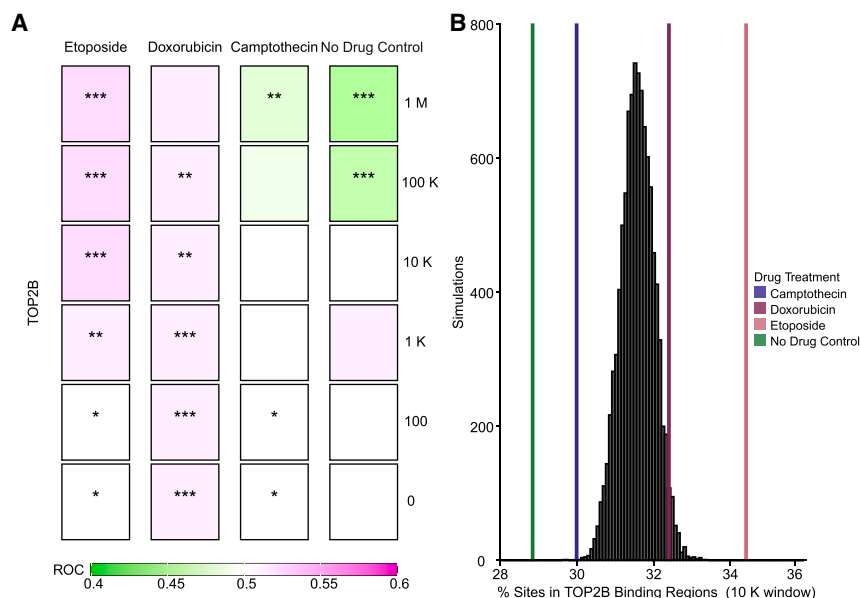 A
Etoposide Doxorubicin Camptothecin No Drug Control
*** ** *** 1 M
*** ** *** 100 K
*** ** 10 K
** *** 1 K
* *** * 100
* *** * 0
TOP2B
ROC
0.4 0.45 0.5 0.55 0.6
B
800
600
400
200
0
Simulations
28 30 32 34 36
% Sites in TOP2B Binding Regions (10 K window)
Drug Treatment
Camptothecin
Doxorubicin
Etoposide
No Drug Control